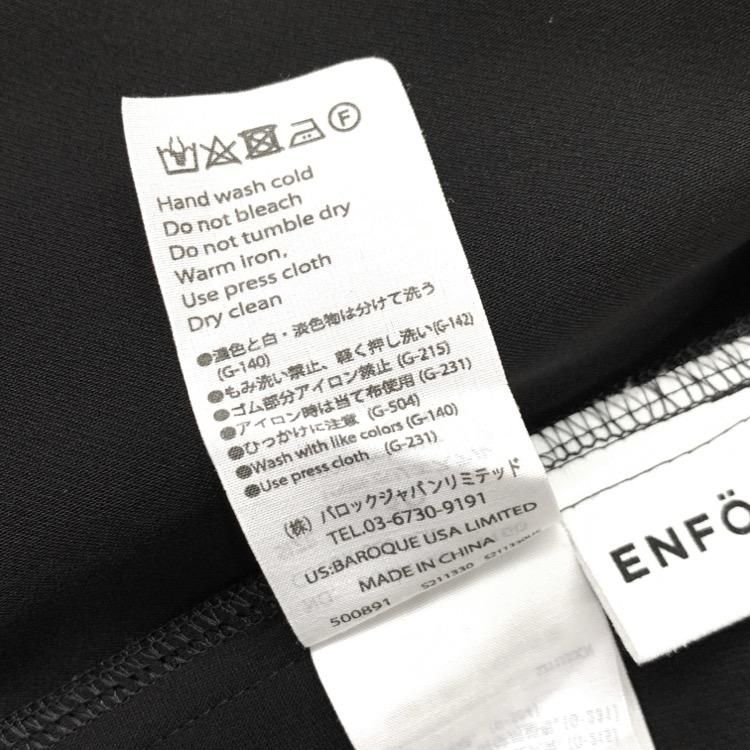 F
Hand wash cold
Do not bleach
Do not tumble dry
Warm iron,
Use press cloth
Dry clean
●濃色と白・淡色物は分けて洗う
(G-140)
●もみ洗い禁止、軽く押し洗い(G-142)
●ゴム部分アイロン禁止 (G-215)
●アイロン時は当て布使用 (G-231)
●ひっかけに注意 (G-504)
●Wash with like colors (G-140)
●Use press cloth (G-231)
(株) バロックジャパンリミテッド
TEL.03-6730-9191
US:BAROQUE USA LIMITED
MADE IN CHINA
500891 5211330
ENFÖ